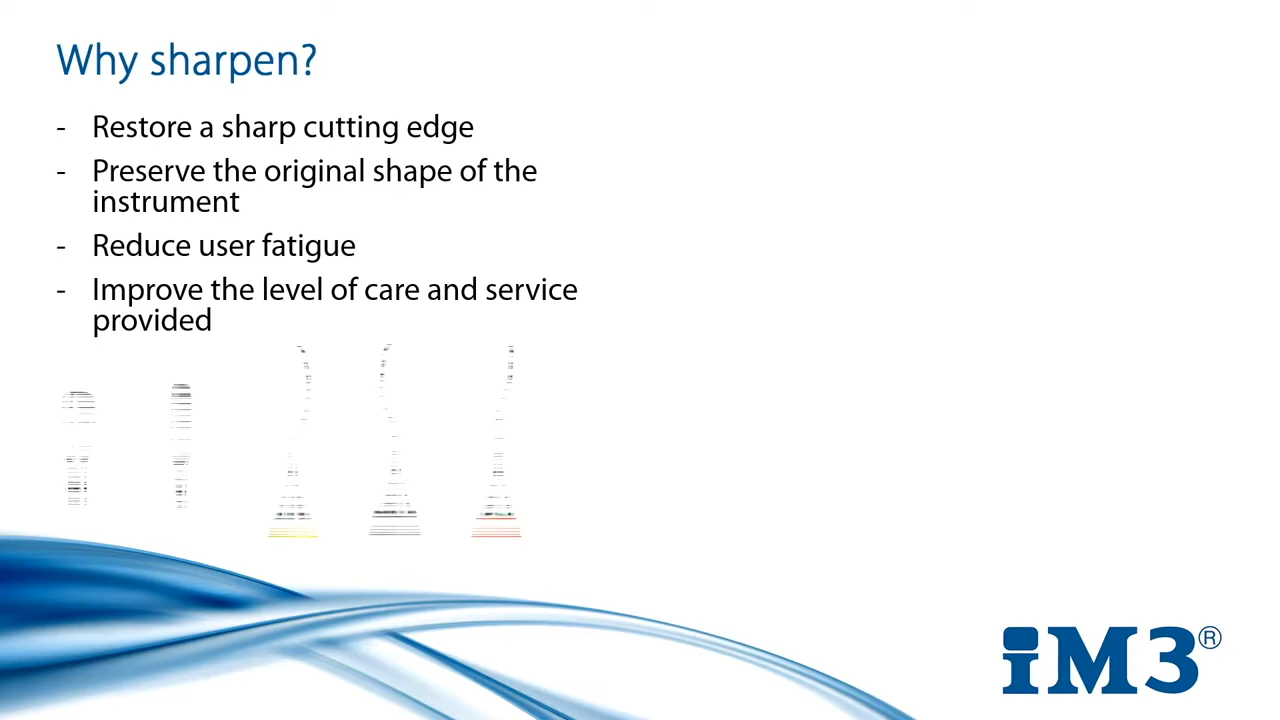 Why sharpen?
- Restore a sharp cutting edge
- Preserve the original shape of the
instrument
- Reduce user fatigue
- Improve the level of care and service
provided
iM3®